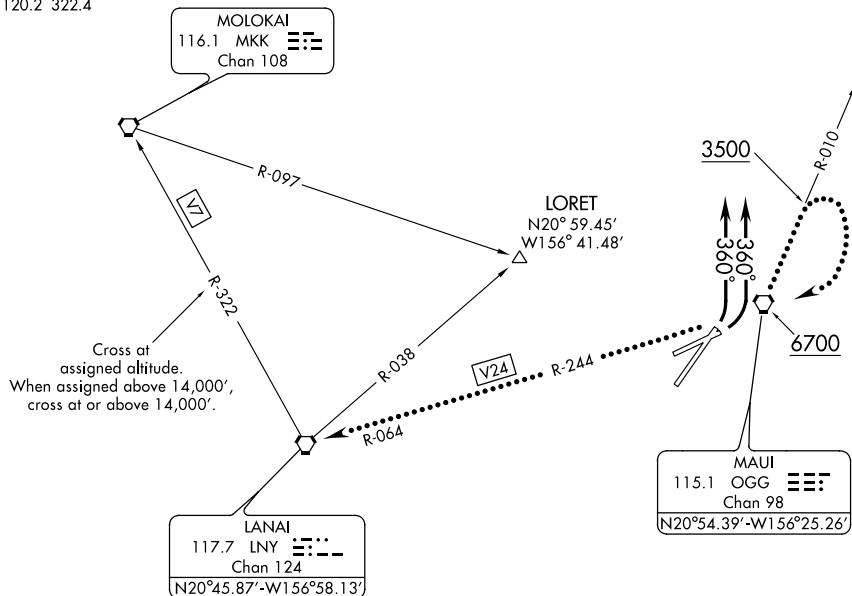 120.2 322.4
MOLOKAI
116.1 MKK
Chan 108
R-097
V7
R-322
LORET
N20° 59.45'
W156° 41.48'
3500
R-010
360°
360°
6700
Cross at
assigned altitude.
When assigned above 14,000',
cross at or above 14,000'.
R-038
V24
R-244
R-064
LANAI
117.7 LNY
Chan 124
N20°45.87'-W156°58.13'
MAUI
115.1 OGG
Chan 98
N20°54.39'-W156°25.26'